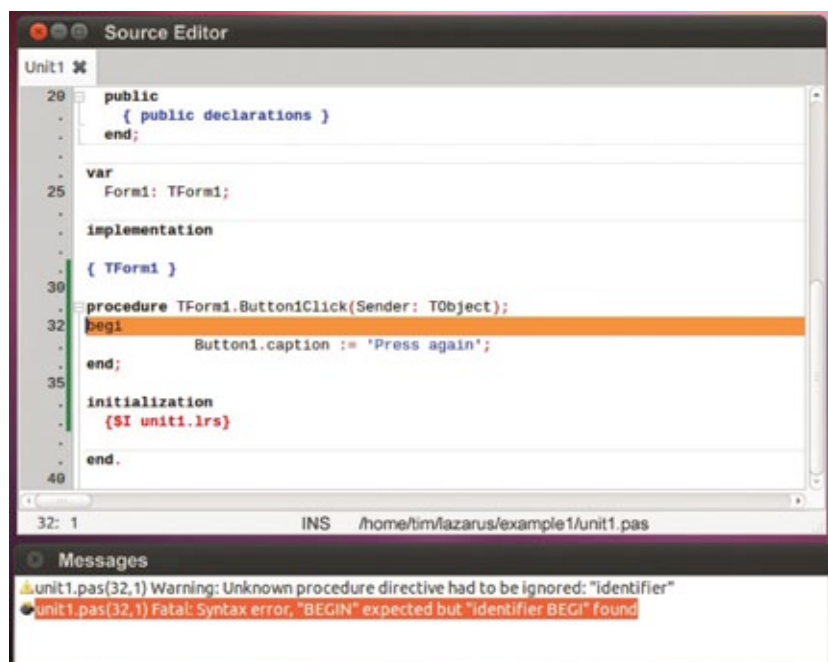 Source Editor
Unit1 ✖
20 public
. { public declarations }
. end;
.
. var
25 Form1: TForm1;
.
. implementation
.
. { TForm1 }
30
. procedure TForm1.Button1Click(Sender: TObject);
32 begi
. Button1.caption := 'Press again';
. end;
35
. initialization
. {$I unit1.lrs}
.
. end.
40
32: 1 INS /home/tim/lazarus/example1/unit1.pas
Messages
unit1.pas(32,1) Warning: Unknown procedure directive had to be ignored: "identifier"
unit1.pas(32,1) Fatal: Syntax error, "BEGIN" expected but "identifier BEGI" found